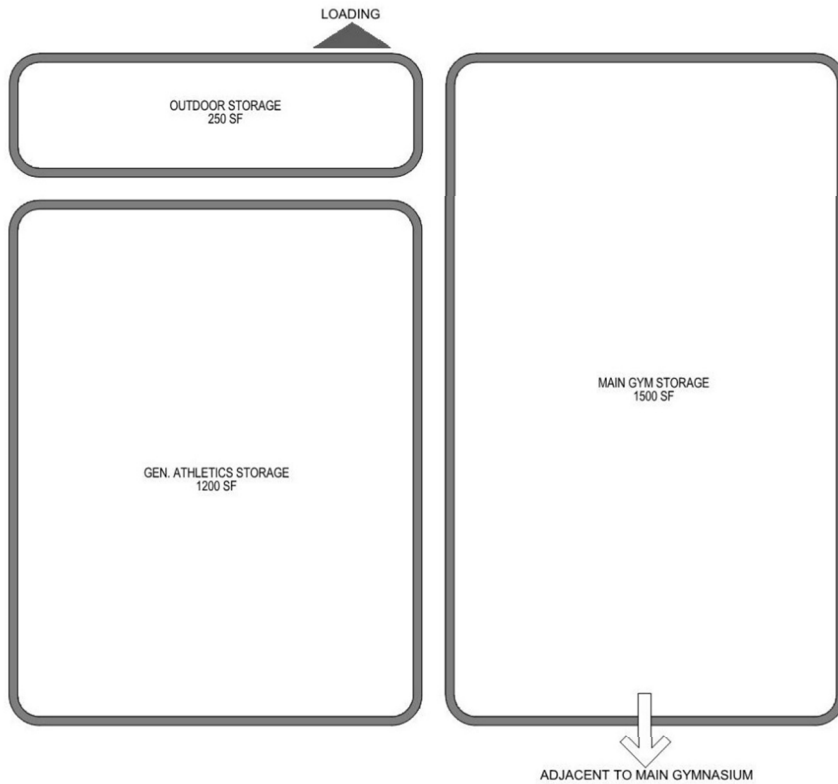 LOADING
OUTDOOR STORAGE
250 SF
MAIN GYM STORAGE
1500 SF
GEN. ATHLETICS STORAGE
1200 SF
ADJACENT TO MAIN GYMNASIUM